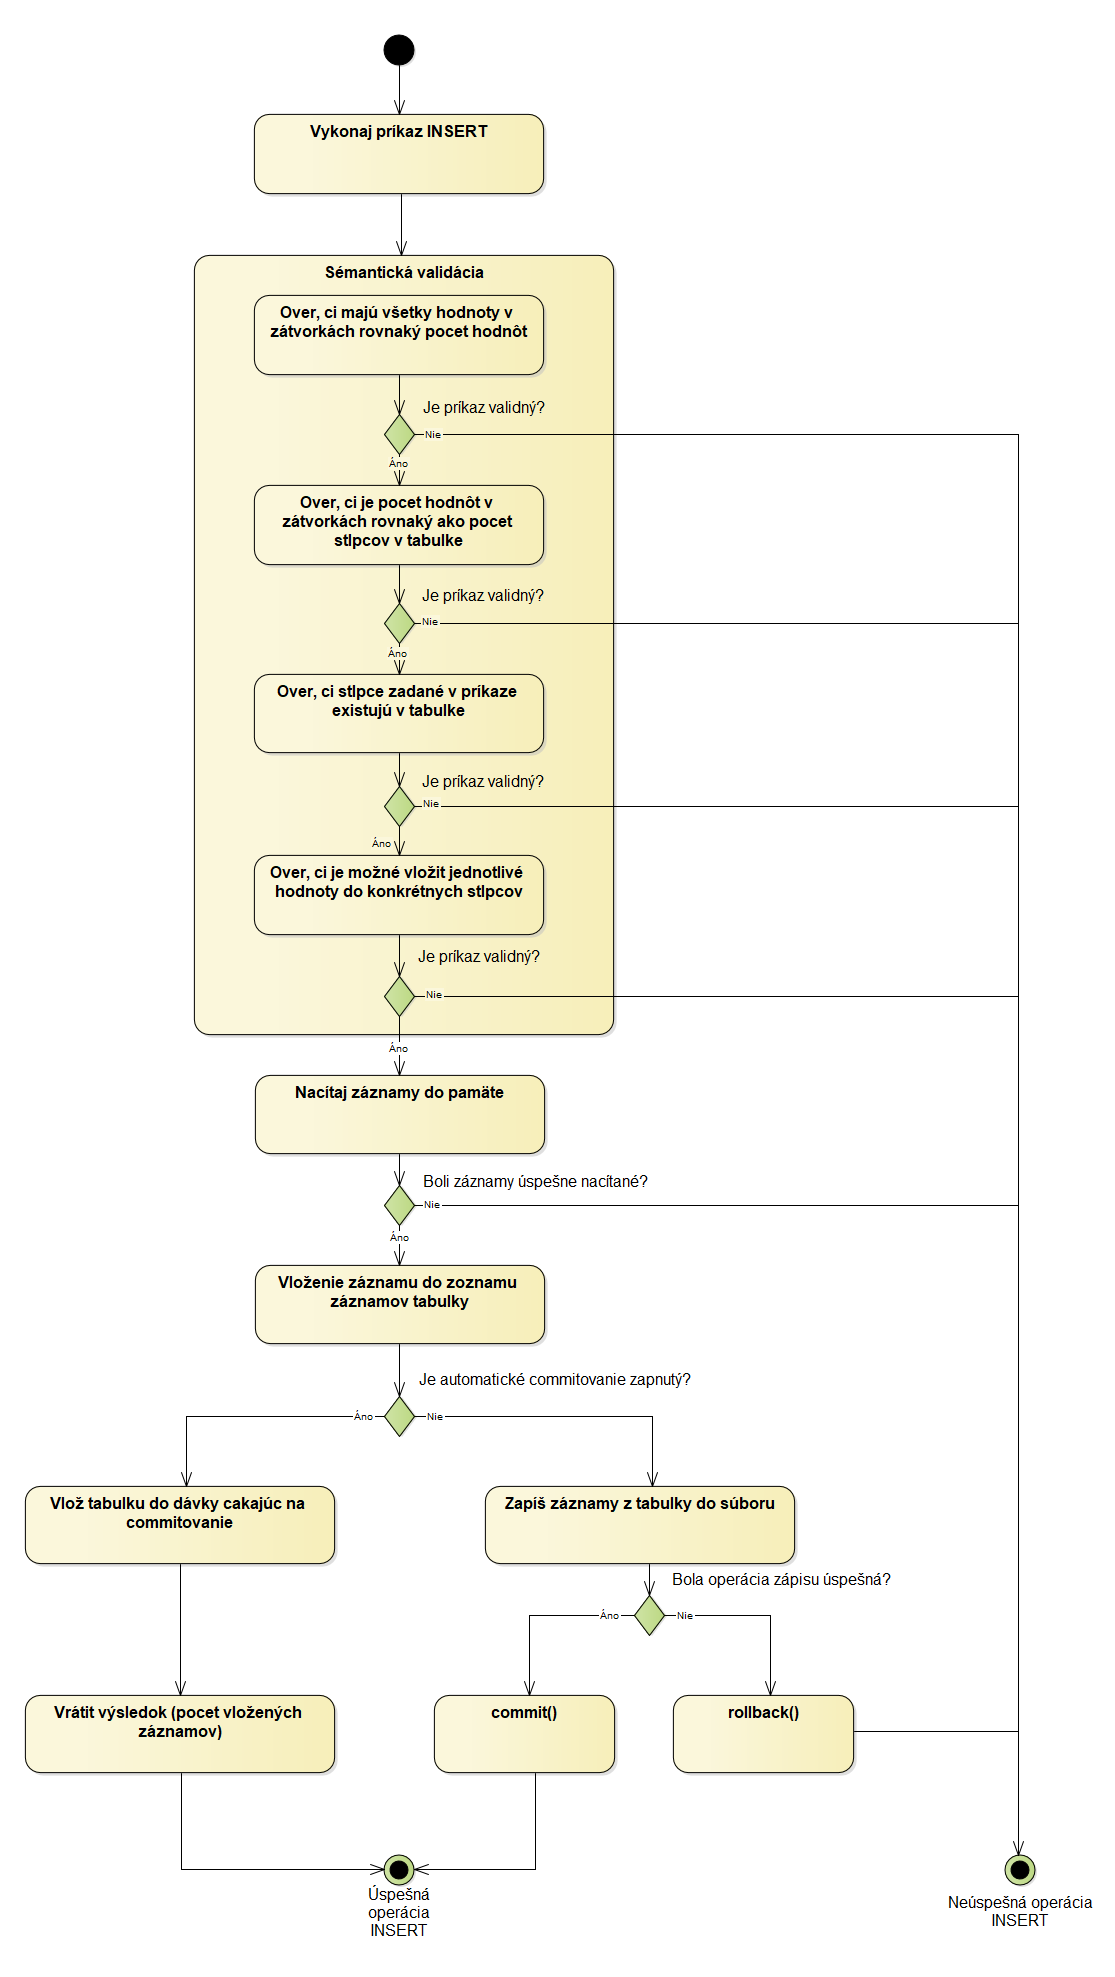 Vykonaj príkaz INSERT
Sémantická validácia
Over, ci majú všetky hodnoty v
zátvorkách rovnaký pocet hodnôt
Je príkaz validný?
Nie
Áno
Over, ci je pocet hodnôt v
zátvorkách rovnaký ako pocet
stlpcov v tabulke
Je príkaz validný?
Nie
Áno
Over, ci stlpce zadané v príkaze
existujú v tabulke
Je príkaz validný?
Nie
Áno
Over, ci je možné vložit jednotlivé
hodnoty do konkrétnych stlpcov
Je príkaz validný?
Nie
Áno
Nacítaj záznamy do pamäte
Boli záznamy úspešne nacítané?
Nie
Áno
Vloženie záznamu do zoznamu
záznamov tabulky
Je automatické commitovanie zapnutý?
Áno
Nie
Vlož tabulku do dávky cakajúc na
commitovanie
Zapíš záznamy z tabulky do súboru
Bola operácia zápisu úspešná?
Áno
Nie
Vrátit výsledok (pocet vložených
záznamov)
commit()
rollback()
Úspešná
operácia
INSERT
Neúspešná operácia
INSERT